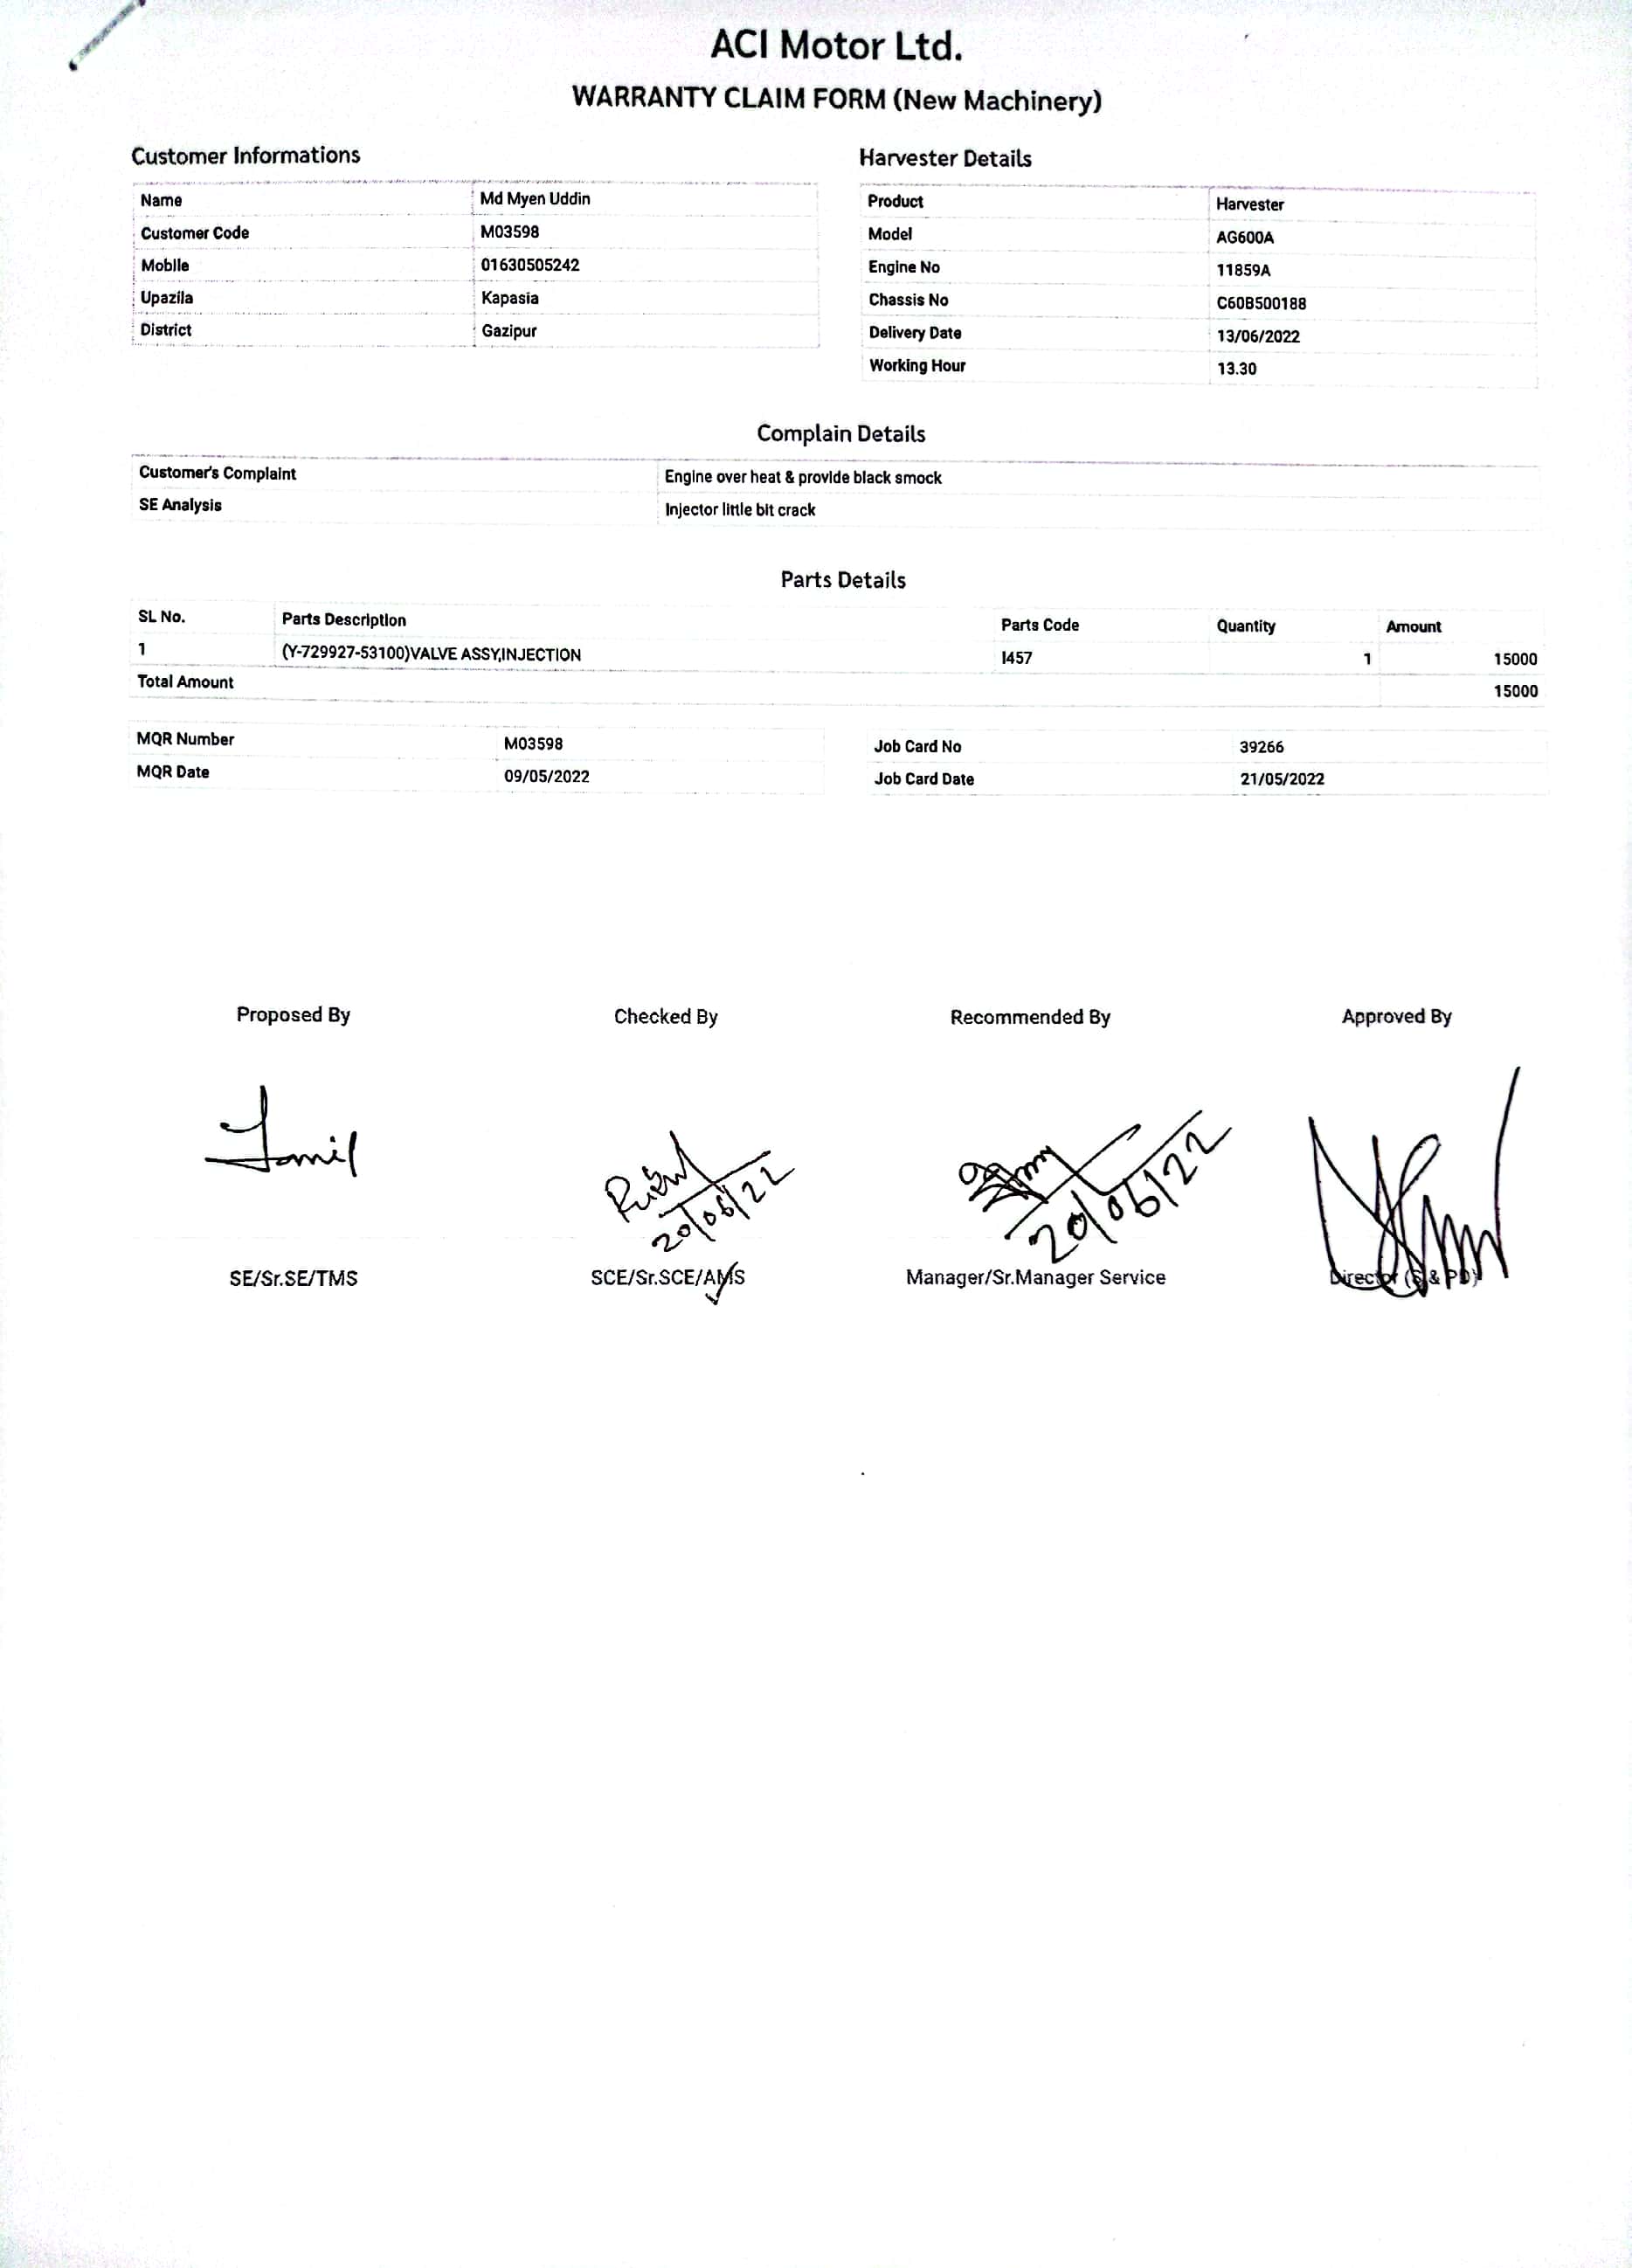 ACI Motor Ltd.
WARRANTY CLAIM FORM (New Machinery)
Customer Informations
Name Md Myen Uddin
Customer Code M03598
Mobile 01630505242
Upazila Kapasia
District Gazipur
Harvester Details
Product Harvester
Model AG600A
Engine No 11859A
Chassis No C60B500188
Delivery Date 13/06/2022
Working Hour 13.30
Complain Details
Customer's Complaint Engine over heat & provide black smock
SE Analysis Injector little bit crack
Parts Details
SL No. Parts Description Parts Code Quantity Amount
1 (Y-729927-53100)VALVE ASSY,INJECTION I457 1 15000
Total Amount 15000
MQR Number M03598
MQR Date 09/05/2022
Job Card No 39266
Job Card Date 21/05/2022
Proposed By Checked By Recommended By Approved By
20/06/22 20/06/22
SE/Sr.SE/TMS SCE/Sr.SCE/AMS Manager/Sr.Manager Service Director (S & PD)